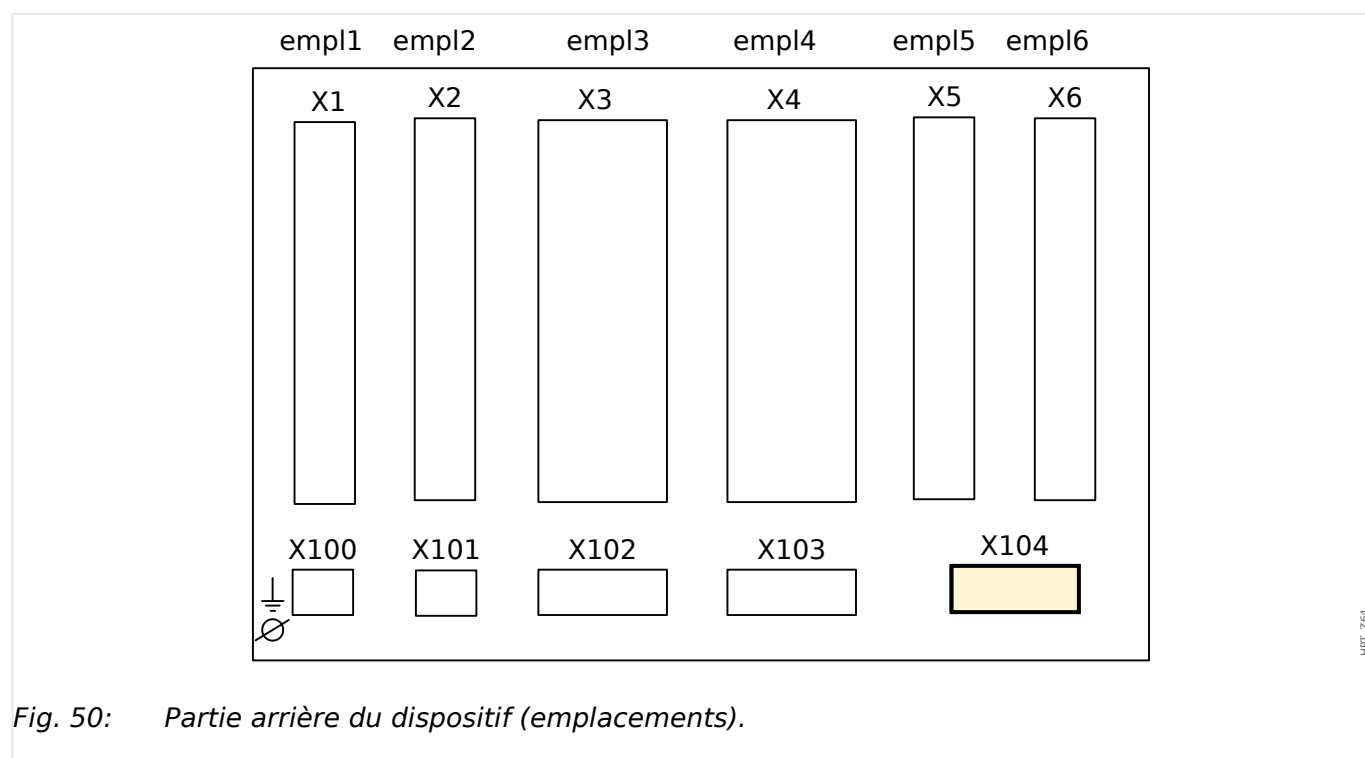 empl1 empl2 empl3 empl4 empl5 empl6
X1 X2 X3 X4 X5 X6
X100 X101 X102 X103 X104
Fig. 50: Partie arrière du dispositif (emplacements).